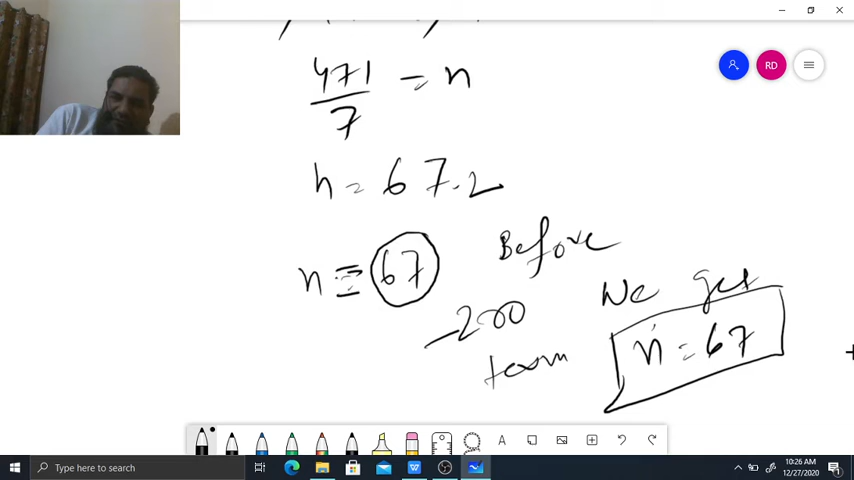 RD
471
7
= n
n = 67.2
n = 67
Before
-200
term
We get
n = 67
A
Type here to search
10:26 AM
12/27/2020